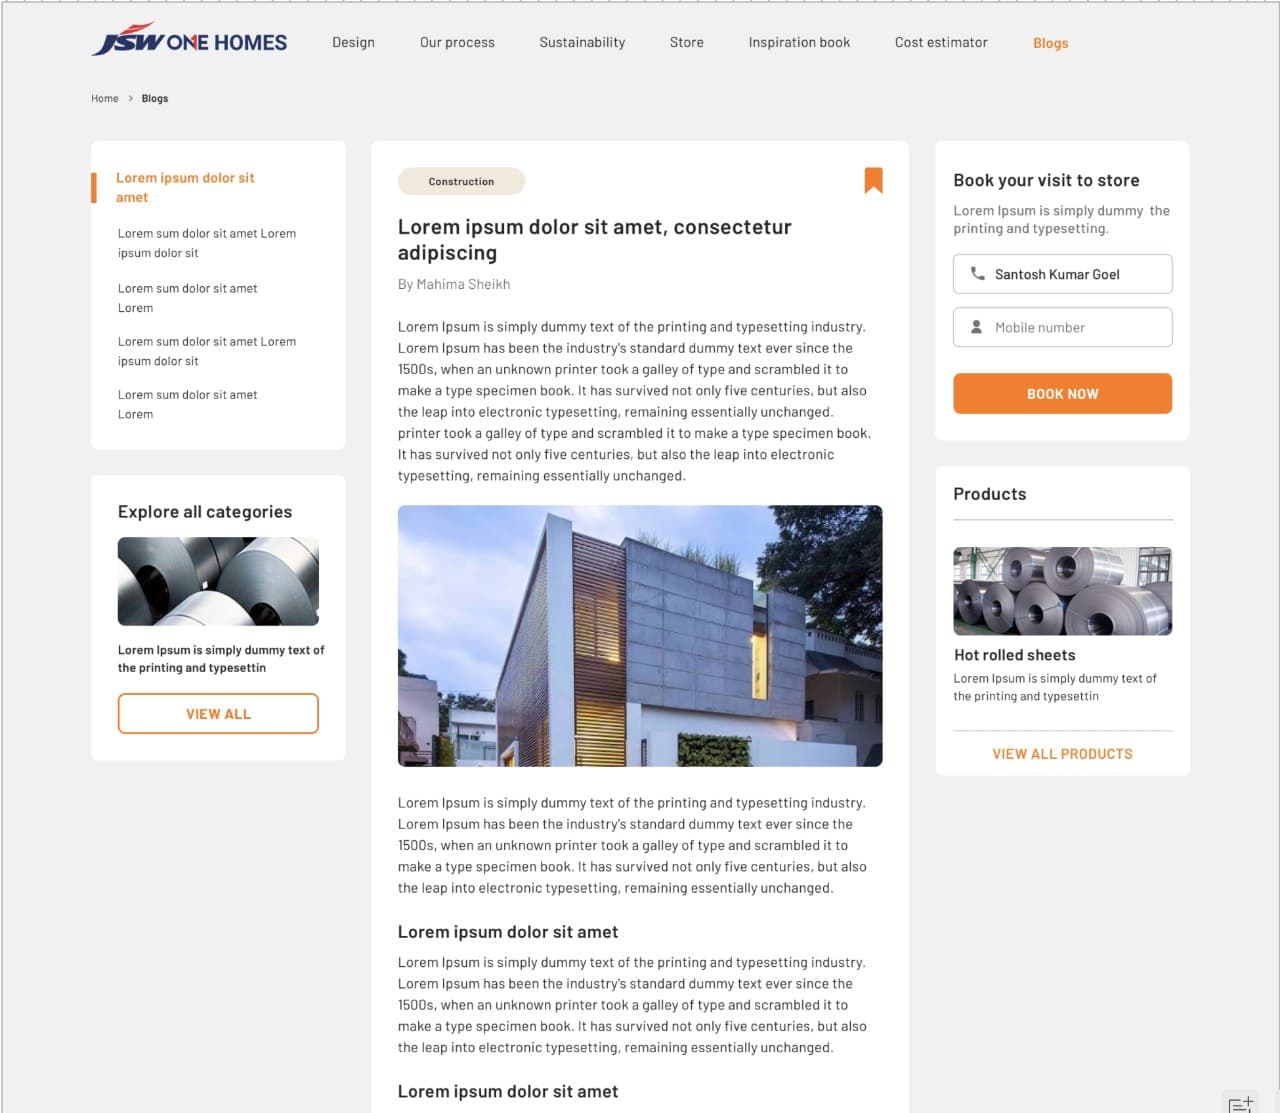 JSW ONE HOMES
Design
Our process
Sustainability
Store
Inspiration book
Cost estimator
Blogs
Home > Blogs
Lorem ipsum dolor sit
amet
Lorem sum dolor sit amet Lorem
ipsum dolor sit
Lorem sum dolor sit amet
Lorem
Lorem sum dolor sit amet Lorem
ipsum dolor sit
Lorem sum dolor sit amet
Lorem
Explore all categories
Lorem Ipsum is simply dummy text of
the printing and typesettin
VIEW ALL
Construction
Lorem ipsum dolor sit amet, consectetur
adipiscing
By Mahima Sheikh
Lorem Ipsum is simply dummy text of the printing and typesetting industry.
Lorem Ipsum has been the industry's standard dummy text ever since the
1500s, when an unknown printer took a galley of type and scrambled it to
make a type specimen book. It has survived not only five centuries, but also
the leap into electronic typesetting, remaining essentially unchanged.
printer took a galley of type and scrambled it to make a type specimen book.
It has survived not only five centuries, but also the leap into electronic
typesetting, remaining essentially unchanged.
Lorem Ipsum is simply dummy text of the printing and typesetting industry.
Lorem Ipsum has been the industry's standard dummy text ever since the
1500s, when an unknown printer took a galley of type and scrambled it to
make a type specimen book. It has survived not only five centuries, but also
the leap into electronic typesetting, remaining essentially unchanged.
Lorem ipsum dolor sit amet
Lorem Ipsum is simply dummy text of the printing and typesetting industry.
Lorem Ipsum has been the industry's standard dummy text ever since the
1500s, when an unknown printer took a galley of type and scrambled it to
make a type specimen book. It has survived not only five centuries, but also
the leap into electronic typesetting, remaining essentially unchanged.
Lorem ipsum dolor sit amet
Book your visit to store
Lorem Ipsum is simply dummy the
printing and typesetting.
Santosh Kumar Goel
Mobile number
BOOK NOW
Products
Hot rolled sheets
Lorem Ipsum is simply dummy text of
the printing and typesettin
VIEW ALL PRODUCTS